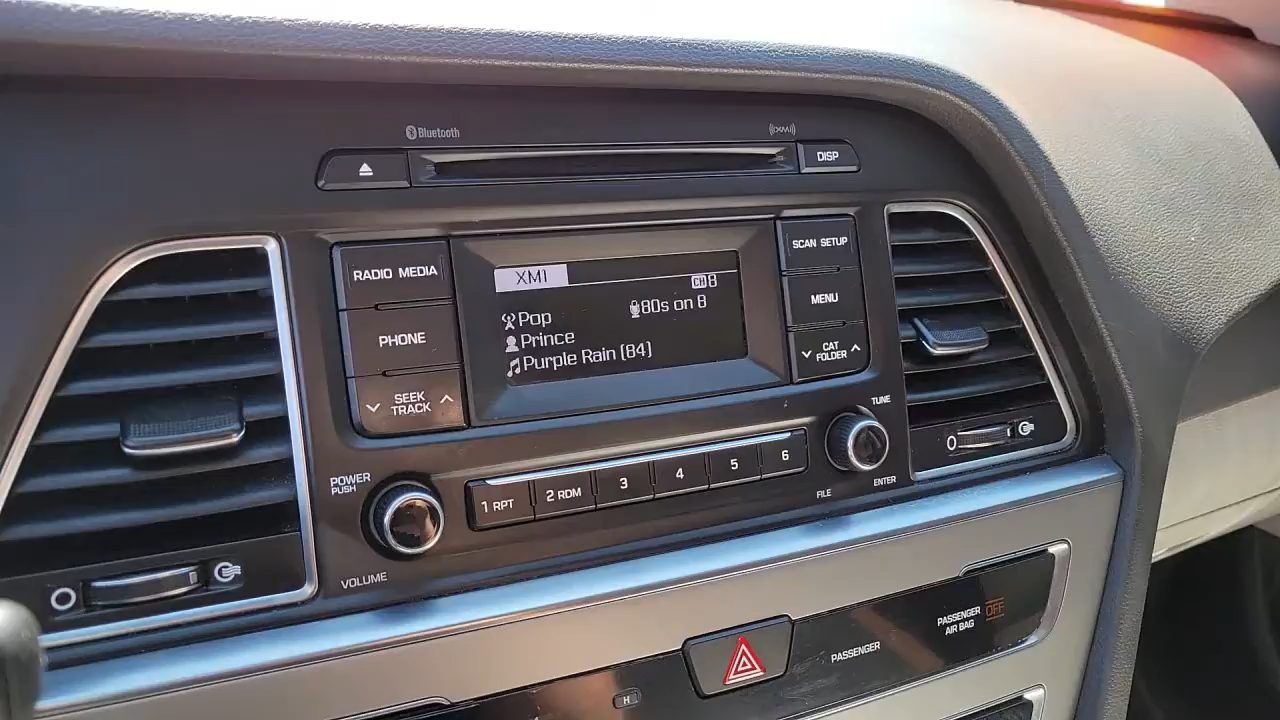 Bluetooth
((XM))
DISP
RADIO MEDIA
PHONE
SEEK
TRACK
XM1
CH 8
Pop
80s on 8
Prince
Purple Rain (84)
SCAN SETUP
MENU
CAT
FOLDER
POWER
PUSH
VOLUME
1 RPT
2 RDM
3
4
5
6
TUNE
FILE
ENTER
PASSENGER
PASSENGER
AIR BAG
OFF
H